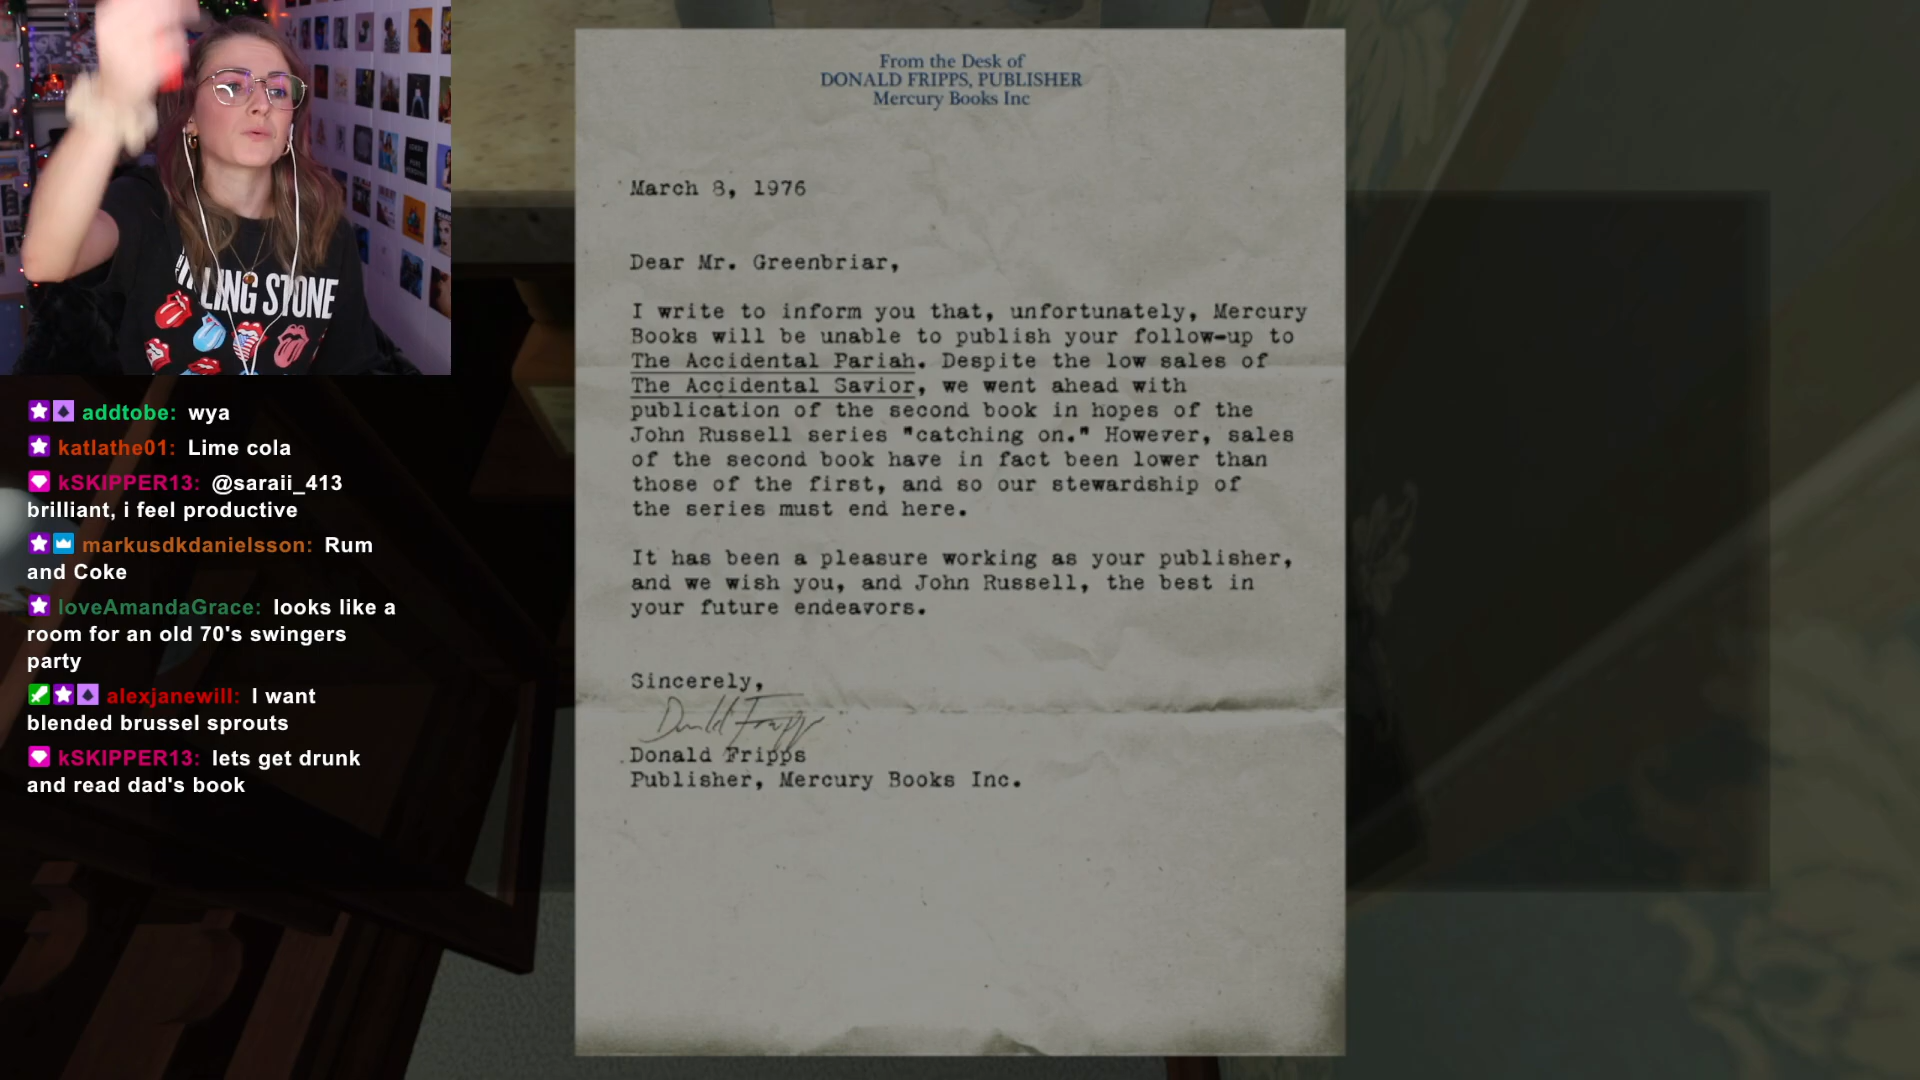 From the Desk of
DONALD FRIPPS, PUBLISHER
Mercury Books Inc
March 8, 1976
Dear Mr. Greenbriar,
I write to inform you that, unfortunately, Mercury
Books will be unable to publish your follow-up to
The Accidental Pariah. Despite the low sales of
The Accidental Savior, we went ahead with
publication of the second book in hopes of the
John Russell series "catching on." However, sales
of the second book have in fact been lower than
those of the first, and so our stewardship of
the series must end here.
It has been a pleasure working as your publisher,
and we wish you, and John Russell, the best in
your future endeavors.
Sincerely,
Donald Fripps
Donald Fripps
Publisher, Mercury Books Inc.
LING STONE
addtobe: wya
katlathe01: Lime cola
kSKIPPER13: @saraii_413
brilliant, i feel productive
markusdkdanielsson: Rum
and Coke
loveAmandaGrace: looks like a
room for an old 70's swingers
party
alexjanewill: I want
blended brussel sprouts
kSKIPPER13: lets get drunk
and read dad's book